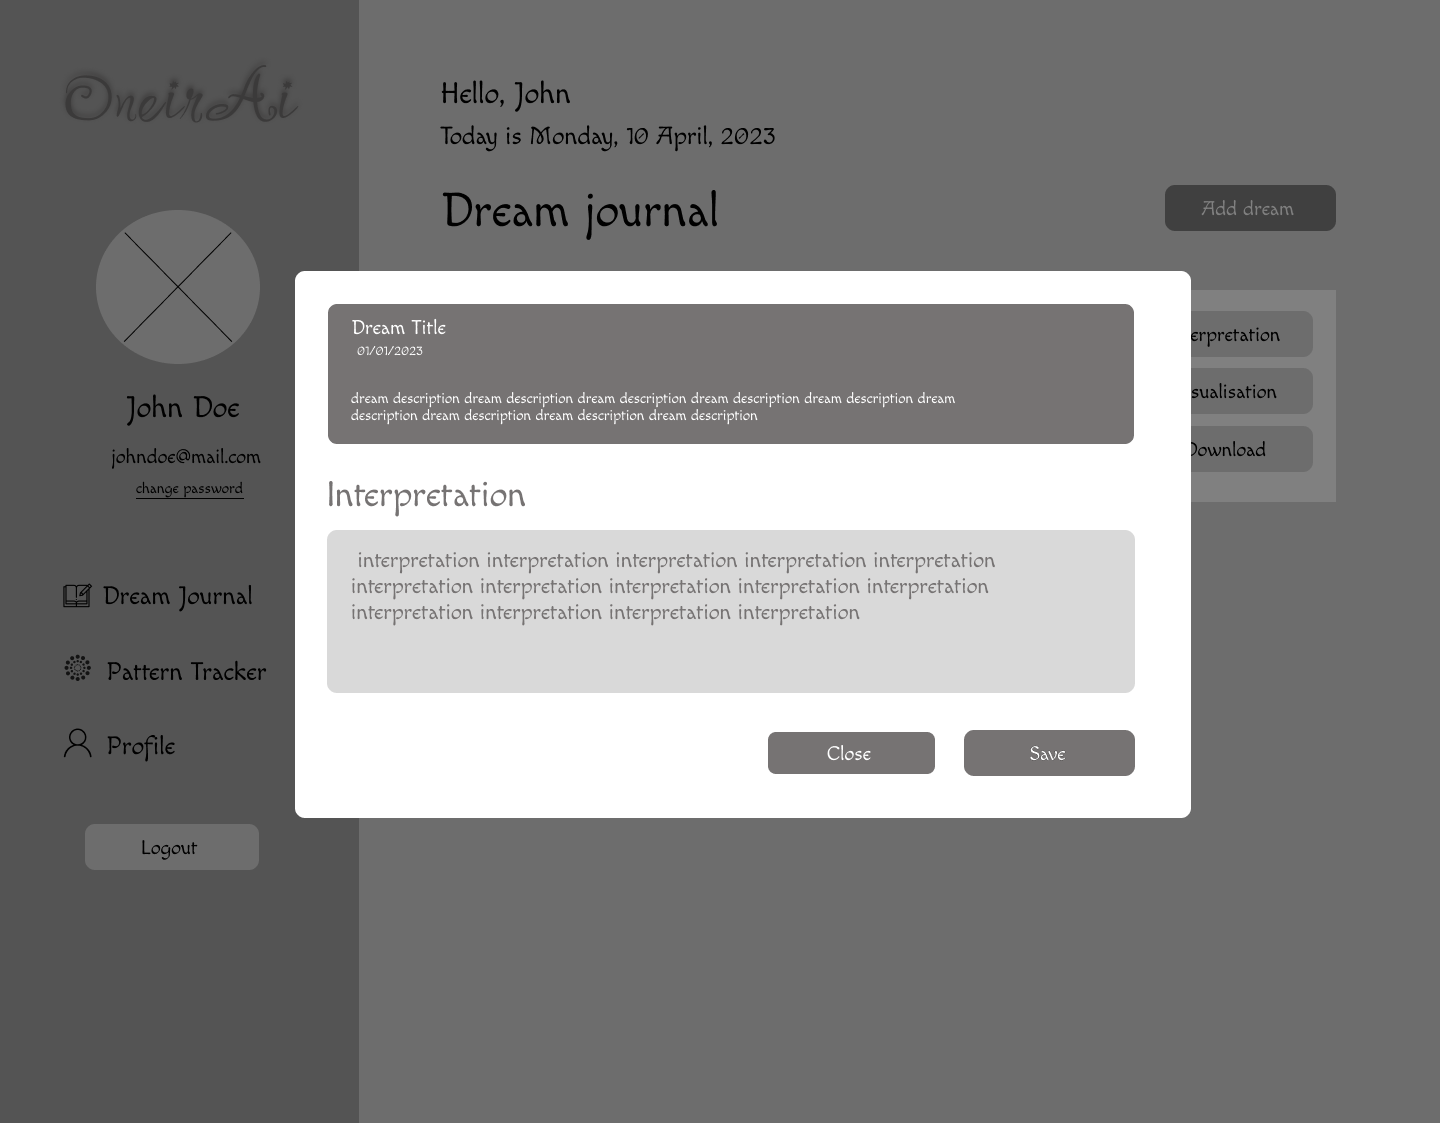 OneirAi
John Doe
johndoe@mail.com
change password
Dream Journal
Pattern Tracker
Profile
Logout
Hello, John
Today is Monday, 10 April, 2023
Dream journal
Add dream
erpretation
sualisation
Download
Dream Title
01/01/2023
dream description dream description dream description dream description dream description dream
description dream description dream description dream description
Interpretation
interpretation interpretation interpretation interpretation interpretation
interpretation interpretation interpretation interpretation interpretation
interpretation interpretation interpretation interpretation
Close
Save